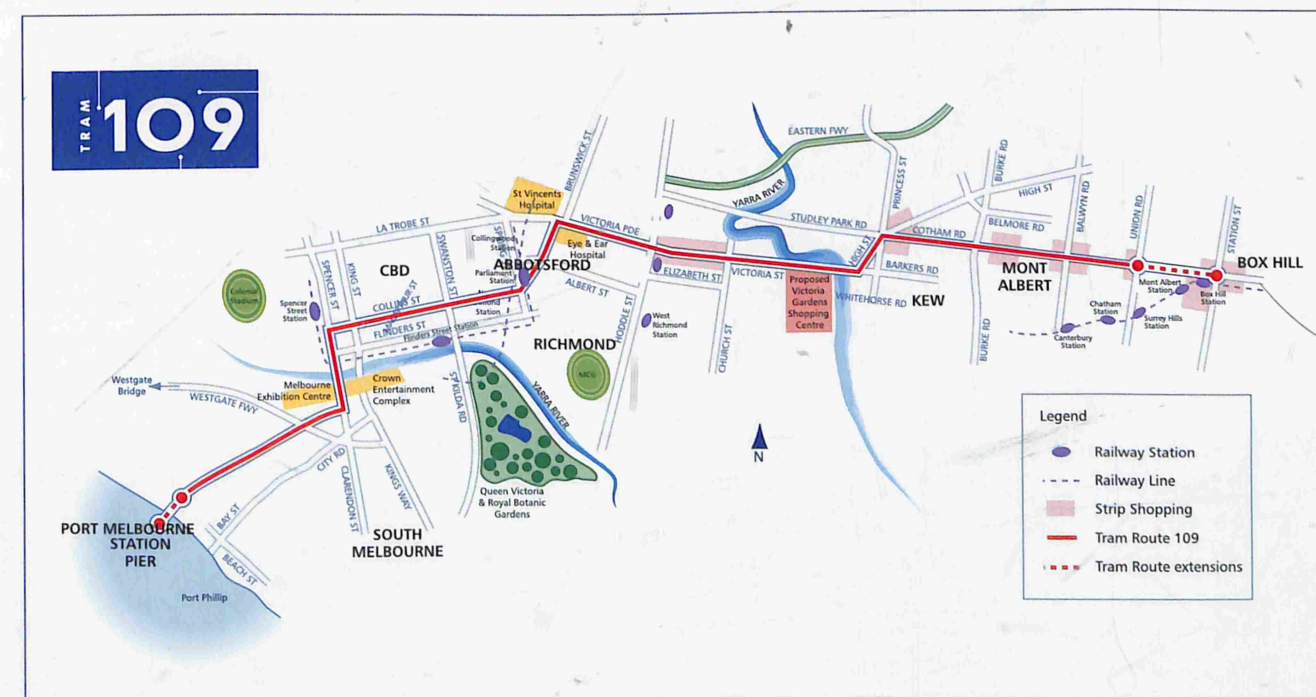 TRAM
109
BRUNSWICK ST
EASTERN FWY
St Vincents
Hospital
YARRA RIVER
PRINCESS ST
BURKE RD
HIGH ST
BALWYN RD
UNION RD
STATION ST
LA TROBE ST
VICTORIA PDE
STUDLEY PARK RD
BELMORE RD
COTHAM RD
SWANSTON ST
Collingwood
Station
Eye & Ear
Hospital
HIGH ST
CBD
SPENCER ST
KING ST
Parliament
Station
ABBOTSFORD
ELIZABETH ST
VICTORIA ST
BARKERS RD
MONT
ALBERT
BOX HILL
Mont Albert
Station
Box Hill
Station
Colonial
Stadium
Spencer
Street
Station
COLLINS ST
ALBERT ST
HODDLE ST
Proposed
Victoria
Gardens
Shopping
Centre
WHITEHORSE RD
KEW
Chatham
Station
FLINDERS ST
Flinders Street Station
West
Richmond
Station
CHURCH ST
BURKE RD
Surrey Hills
Station
Canterbury
Station
RICHMOND
MCG
Westgate
Bridge
WESTGATE FWY
Melbourne
Exhibition Centre
Crown
Entertainment
Complex
ST KILDA RD
YARRA RIVER
N
Legend
Railway Station
Railway Line
Strip Shopping
Tram Route 109
Tram Route extensions
CITY RD
CLARENDON ST
KINGS WAY
Queen Victoria
& Royal Botanic
Gardens
BAY ST
BEACH ST
PORT MELBOURNE
STATION
PIER
SOUTH
MELBOURNE
Port Phillip